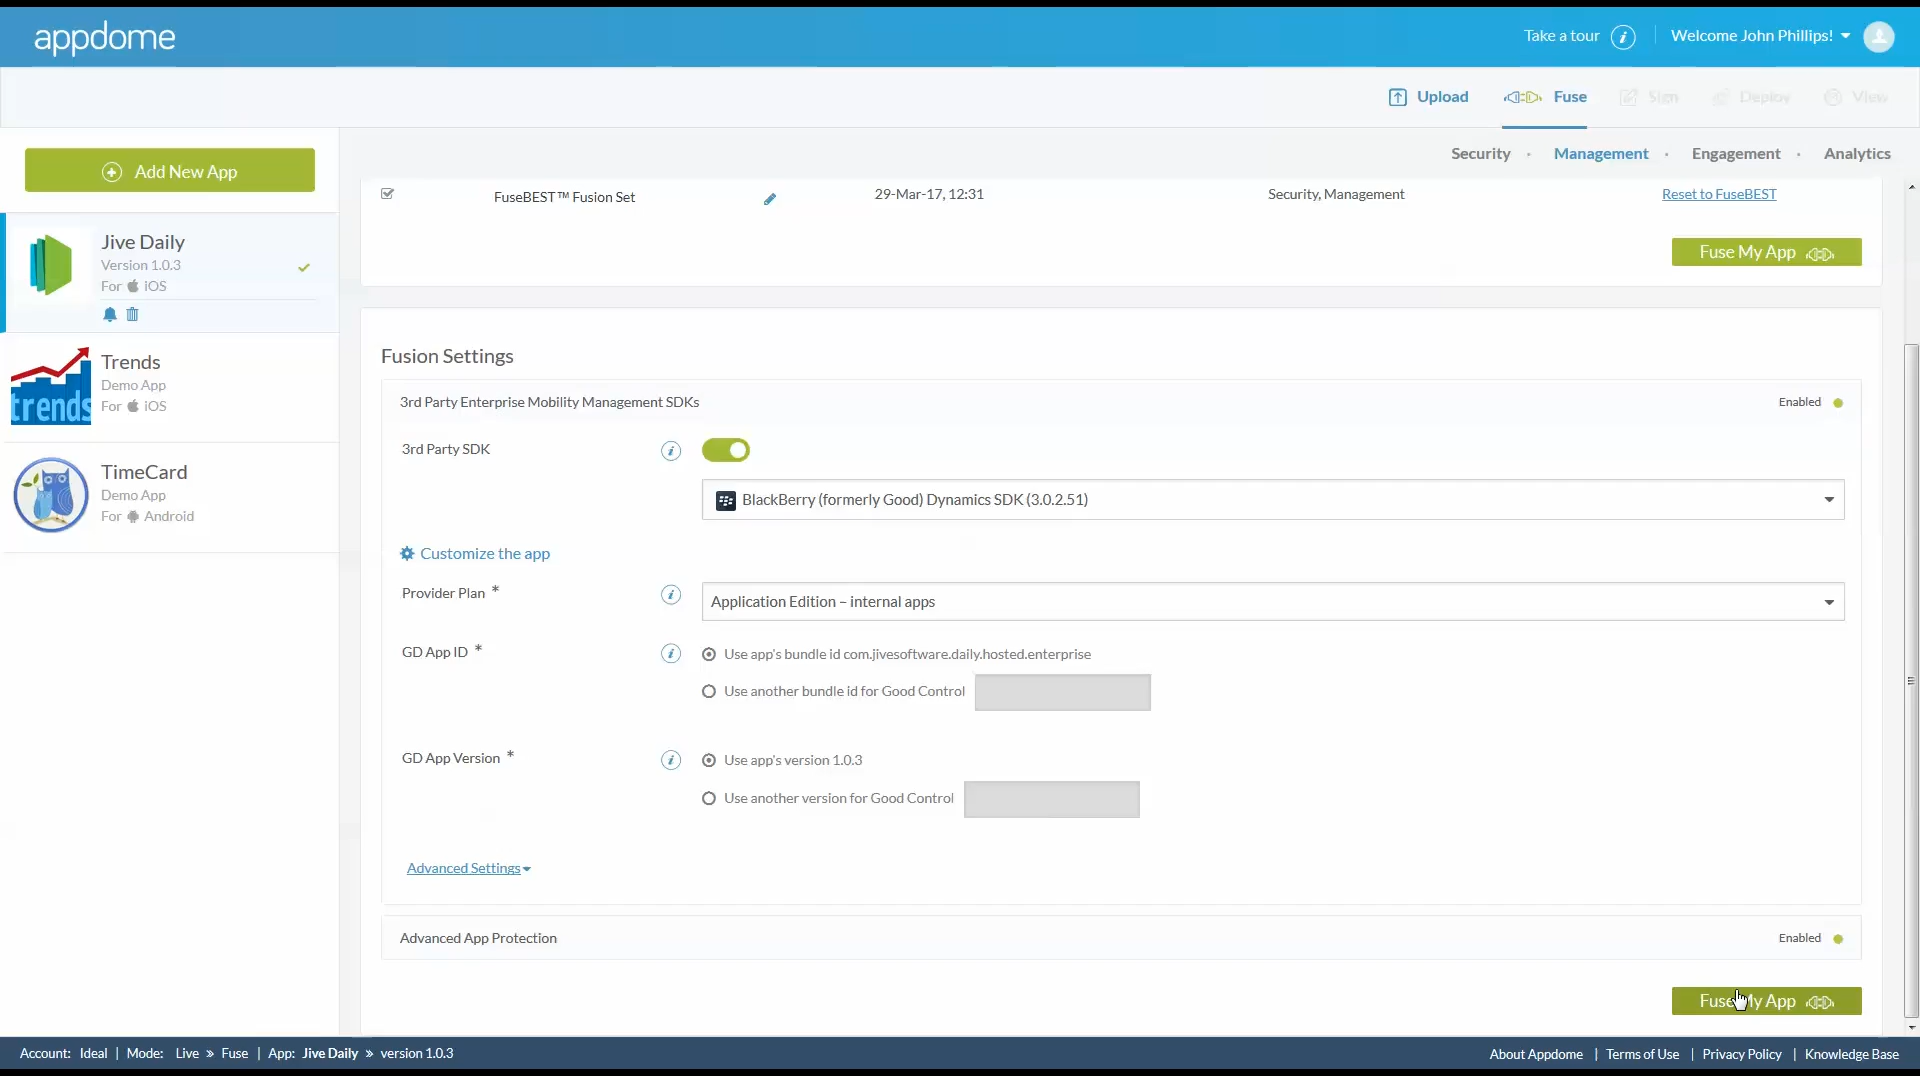 appdome
Take a tour
Welcome John Phillips!
Upload
Fuse
Sign
Deploy
View
Add New App
Security · Management · Engagement · Analytics
FuseBEST™ Fusion Set
29-Mar-17, 12:31
Security, Management
Reset to FuseBEST
Fuse My App
Jive Daily
Version 1.0.3
For iOS
Trends
Demo App
For iOS
trends
TimeCard
Demo App
For Android
Fusion Settings
3rd Party Enterprise Mobility Management SDKs
Enabled
3rd Party SDK
BlackBerry (formerly Good) Dynamics SDK (3.0.2.51)
Customize the app
Provider Plan *
Application Edition – internal apps
GD App ID *
Use app's bundle id com.jivesoftware.daily.hosted.enterprise
Use another bundle id for Good Control
GD App Version *
Use app's version 1.0.3
Use another version for Good Control
Advanced Settings
Advanced App Protection
Enabled
Fuse My App
Account: Ideal | Mode: Live » Fuse | App: Jive Daily » version 1.0.3
About Appdome | Terms of Use | Privacy Policy | Knowledge Base